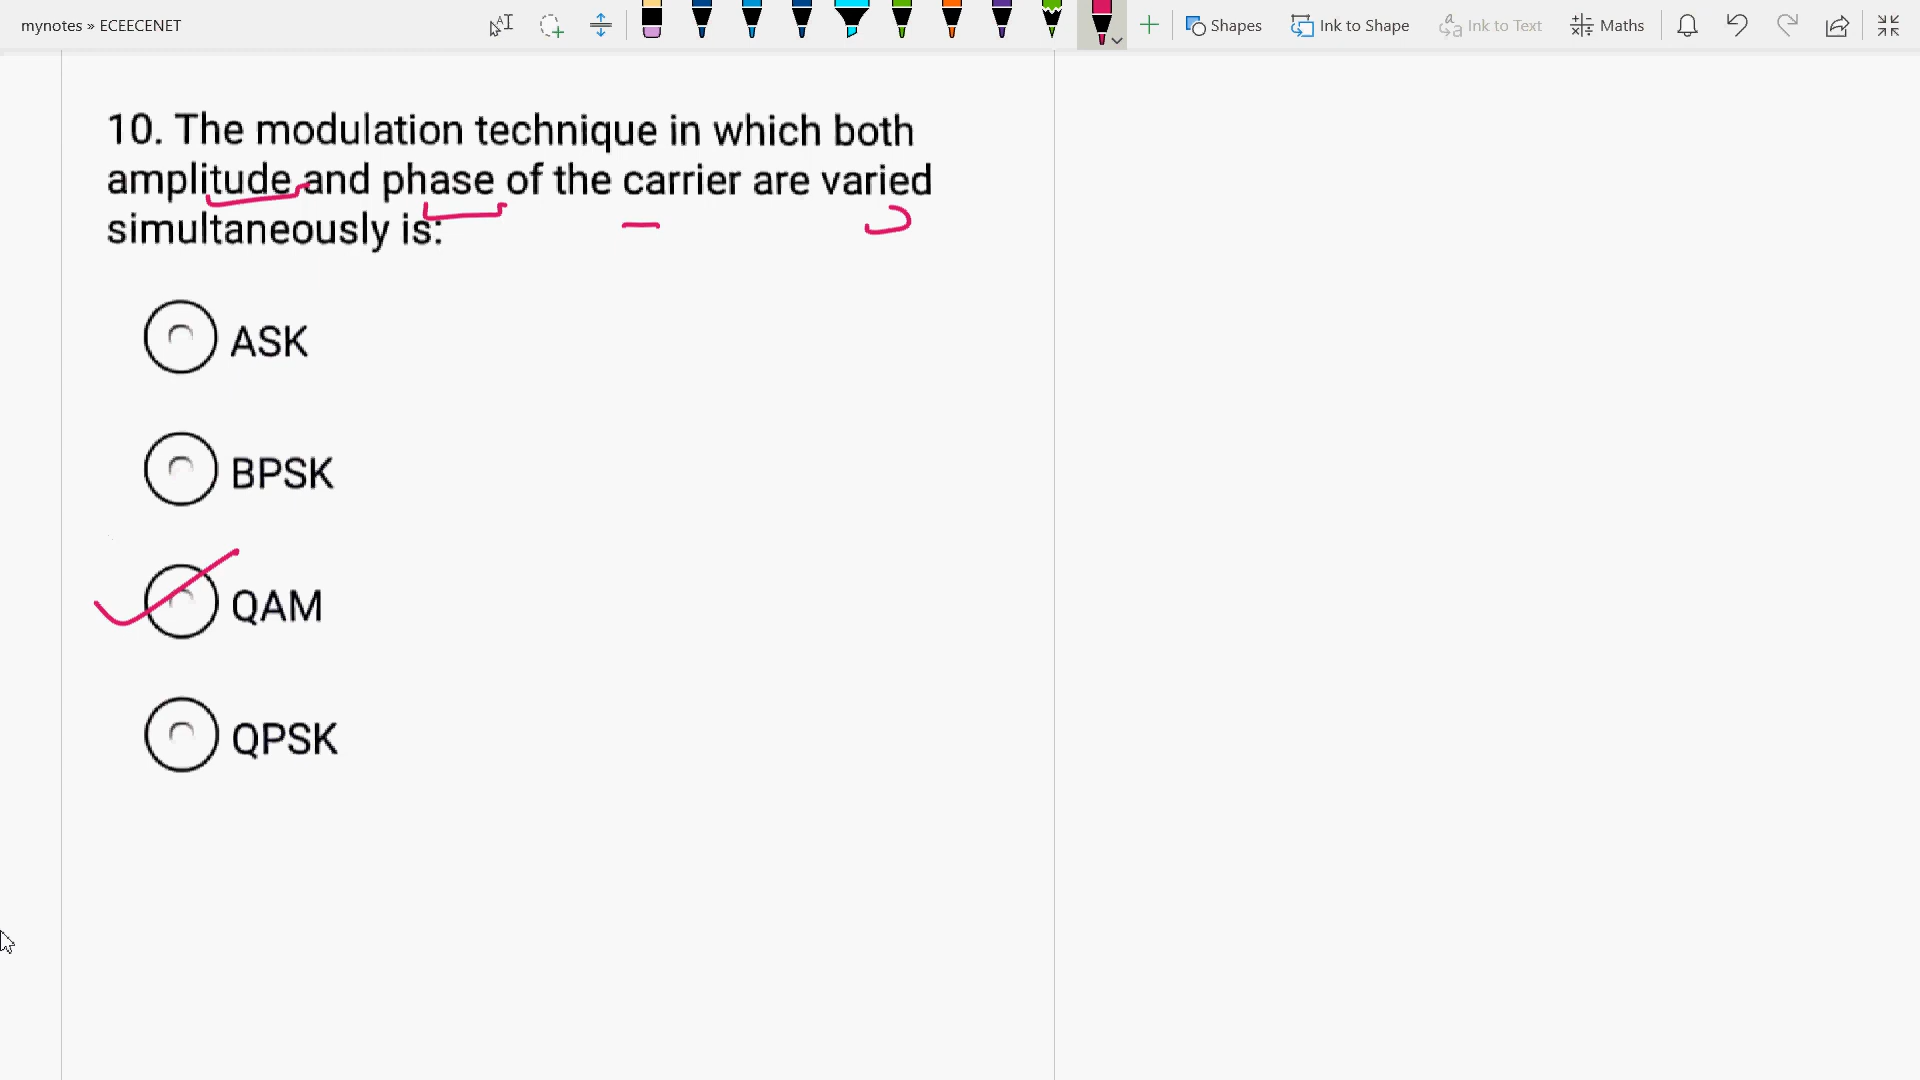 mynotes » ECEECENET
Shapes
Ink to Shape
Ink to Text
Maths
10. The modulation technique in which both
amplitude and phase of the carrier are varied
simultaneously is:
ASK
BPSK
QAM
QPSK